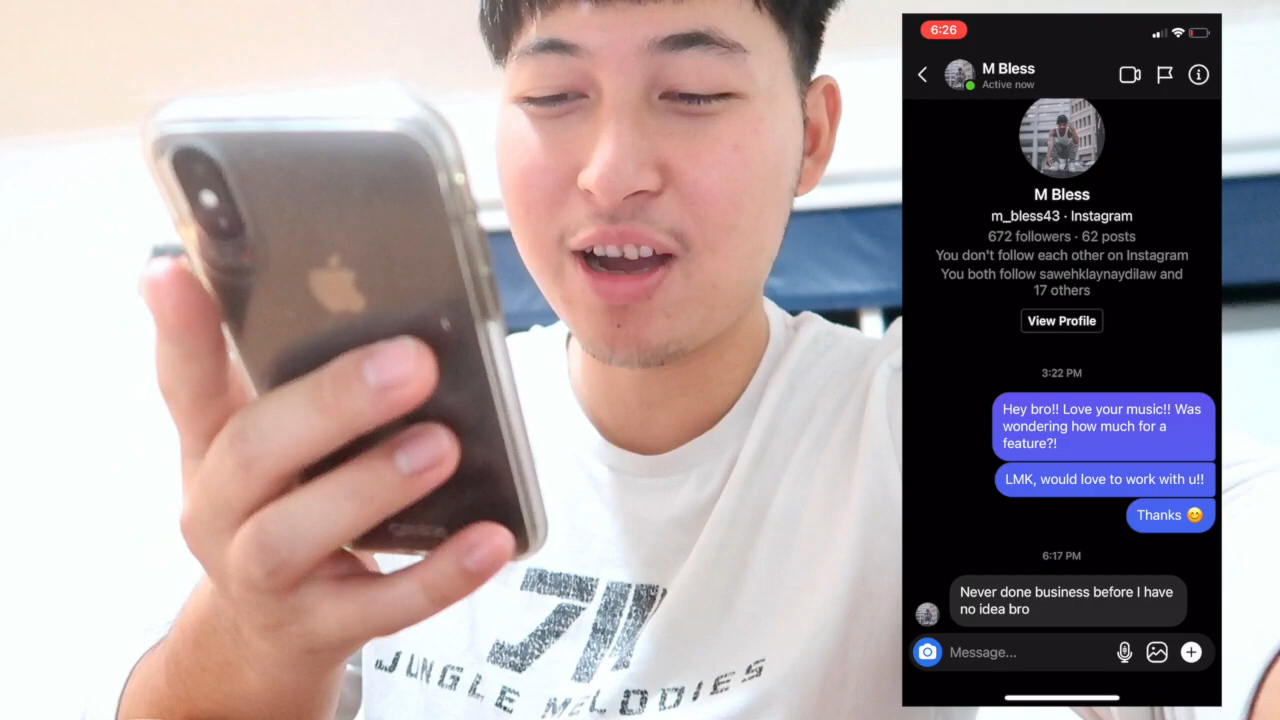 6:26
M Bless
Active now
M Bless
m_bless43 · Instagram
672 followers · 62 posts
You don't follow each other on Instagram
You both follow sawehklaynaydilaw and
17 others
View Profile
3:22 PM
Hey bro!! Love your music!! Was
wondering how much for a
feature?!
LMK, would love to work with u!!
Thanks 😊
6:17 PM
Never done business before I have
no idea bro
Message...
JUNGLE MELODIES